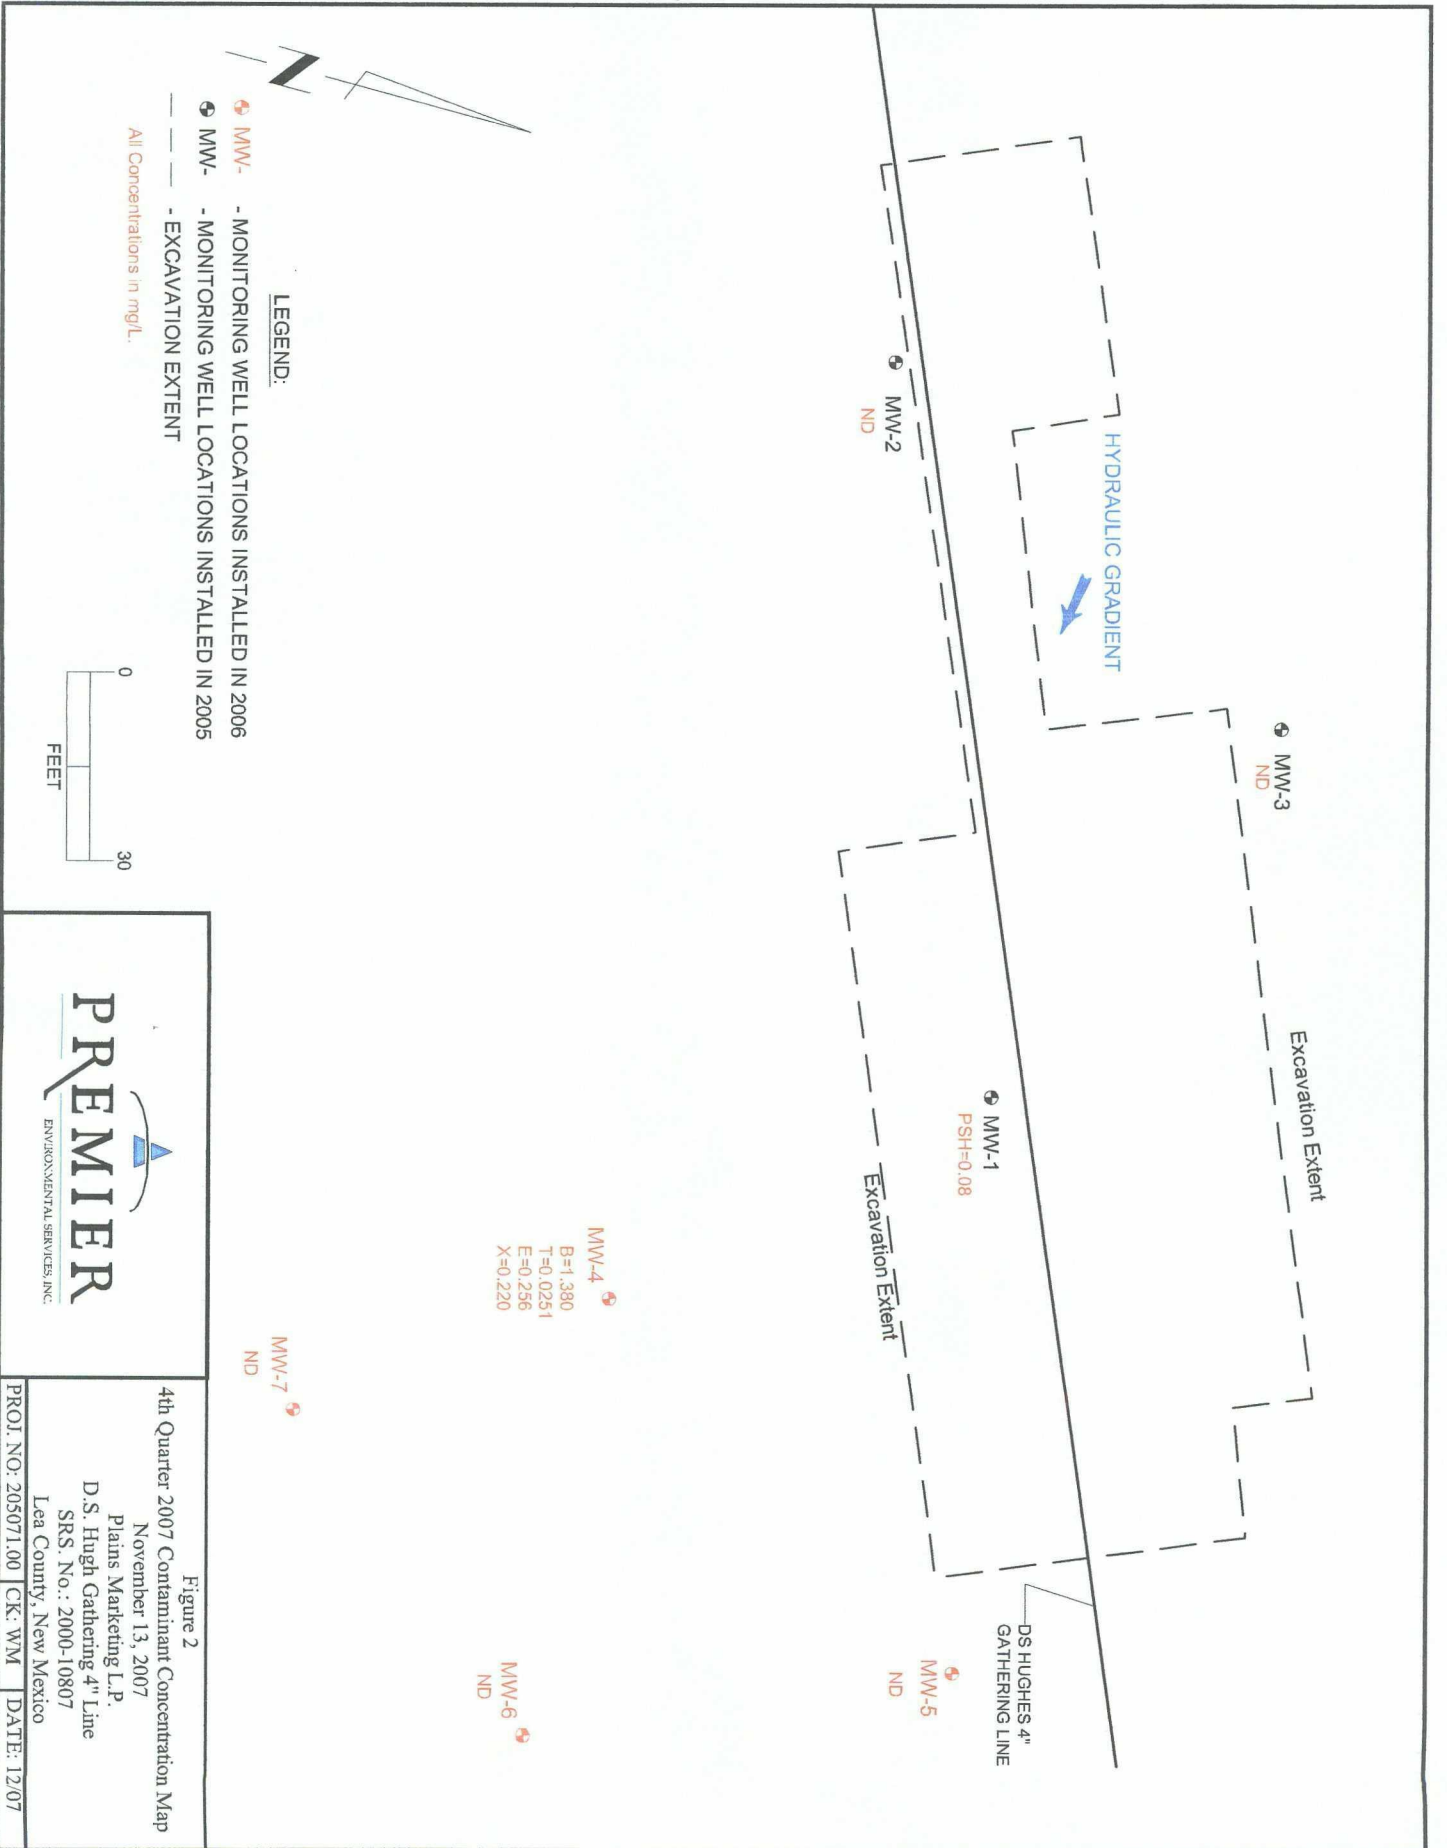 Excavation Extent
MW-3
ND
HYDRAULIC GRADIENT
MW-2
ND
MW-1
PSH=0.08
Excavation Extent
DS HUGHES 4"
GATHERING LINE
MW-5
ND
MW-4
B=1.380
T=0.0251
E=0.256
X=0.220
MW-6
ND
MW-7
ND
N
LEGEND:
MW- - MONITORING WELL LOCATIONS INSTALLED IN 2006
MW- - MONITORING WELL LOCATIONS INSTALLED IN 2005
- EXCAVATION EXTENT
All Concentrations in mg/L.
0 30
FEET
PREMIER
ENVIRONMENTAL SERVICES, INC.
Figure 2
4th Quarter 2007 Contaminant Concentration Map
November 13, 2007
Plains Marketing L.P.
D.S. Hugh Gathering 4" Line
SRS. No.: 2000-10807
Lea County, New Mexico
PROJ. NO: 205071.00 CK: WM DATE: 12/07